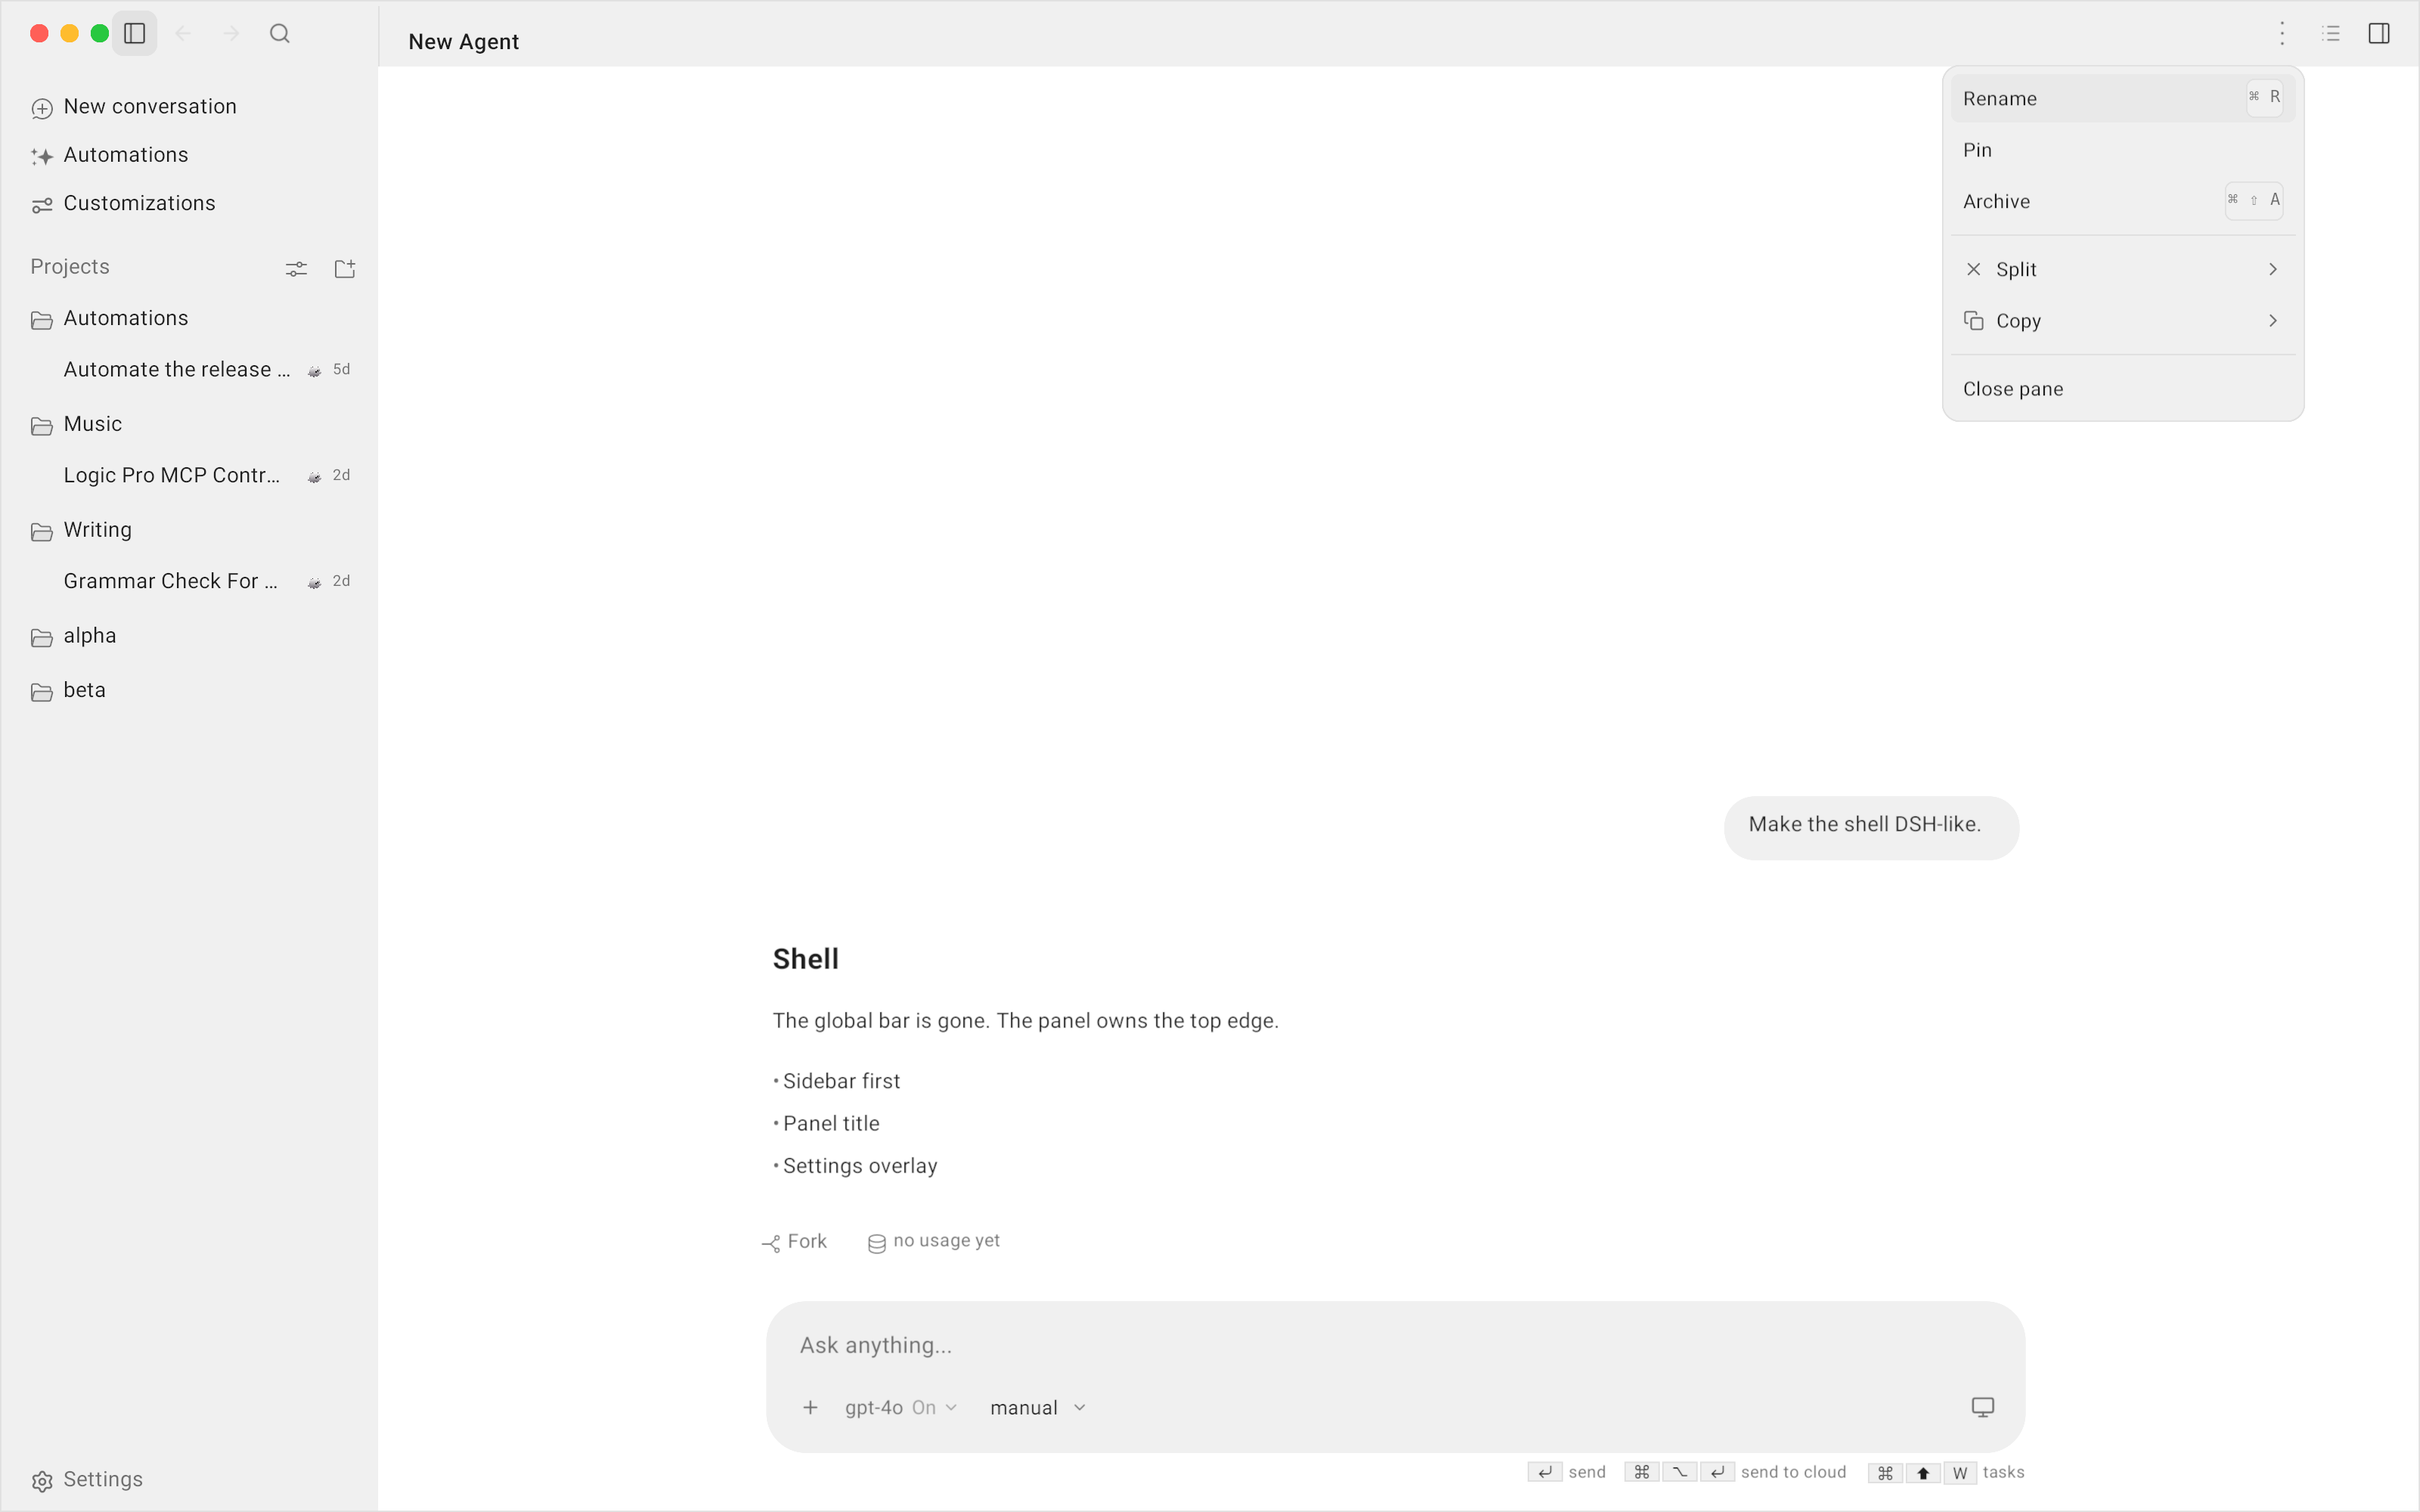 New Agent
New conversation
Automations
Customizations
Projects
Automations
Automate the release ... 5d
Music
Logic Pro MCP Contr... 2d
Writing
Grammar Check For ... 2d
alpha
beta
Settings
Rename ⌘ R
Pin
Archive ⌘ ⇧ A
Split
Copy
Close pane
Make the shell DSH-like.
Shell
The global bar is gone. The panel owns the top edge.
• Sidebar first
• Panel title
• Settings overlay
Fork no usage yet
Ask anything...
gpt-4o On manual
↵ send ⌘ ⌥ ↵ send to cloud ⌘ ⬆ W tasks